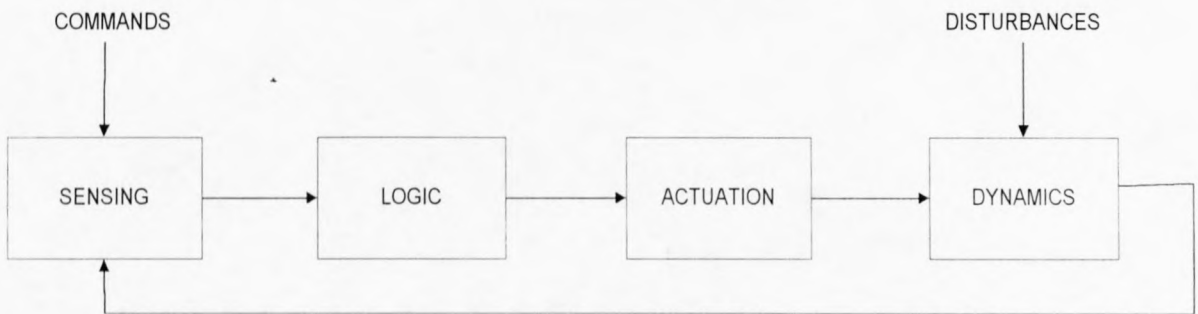 COMMANDS
DISTURBANCES
SENSING
LOGIC
ACTUATION
DYNAMICS